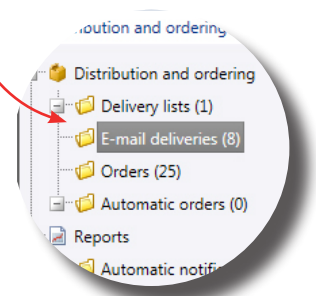 Distribution and ordering
Delivery lists (1)
E-mail deliveries (8)
Orders (25)
Automatic orders (0)
Reports
Automatic